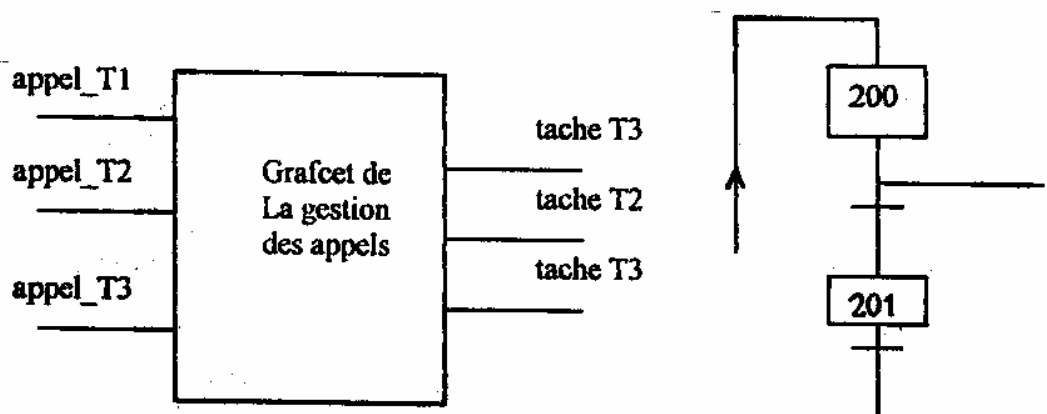 appel_T1
appel_T2
appel_T3
Grafcet de
La gestion
des appels
tache T3
tache T2
tache T3
200
201